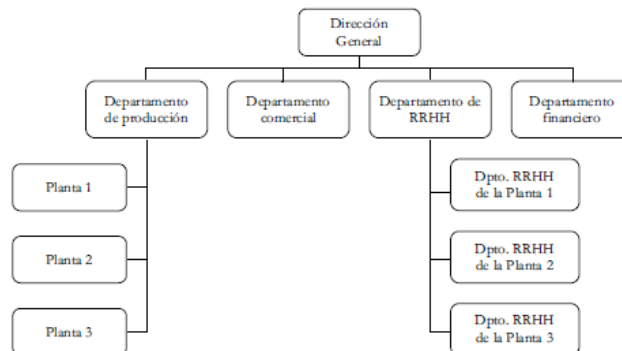 Dirección
General
Departamento
de producción
Departamento
comercial
Departamento de
RRHH
Departamento
financiero
Planta 1
Dpto. RRHH
de la Planta 1
Planta 2
Dpto. RRHH
de la Planta 2
Planta 3
Dpto. RRHH
de la Planta 3